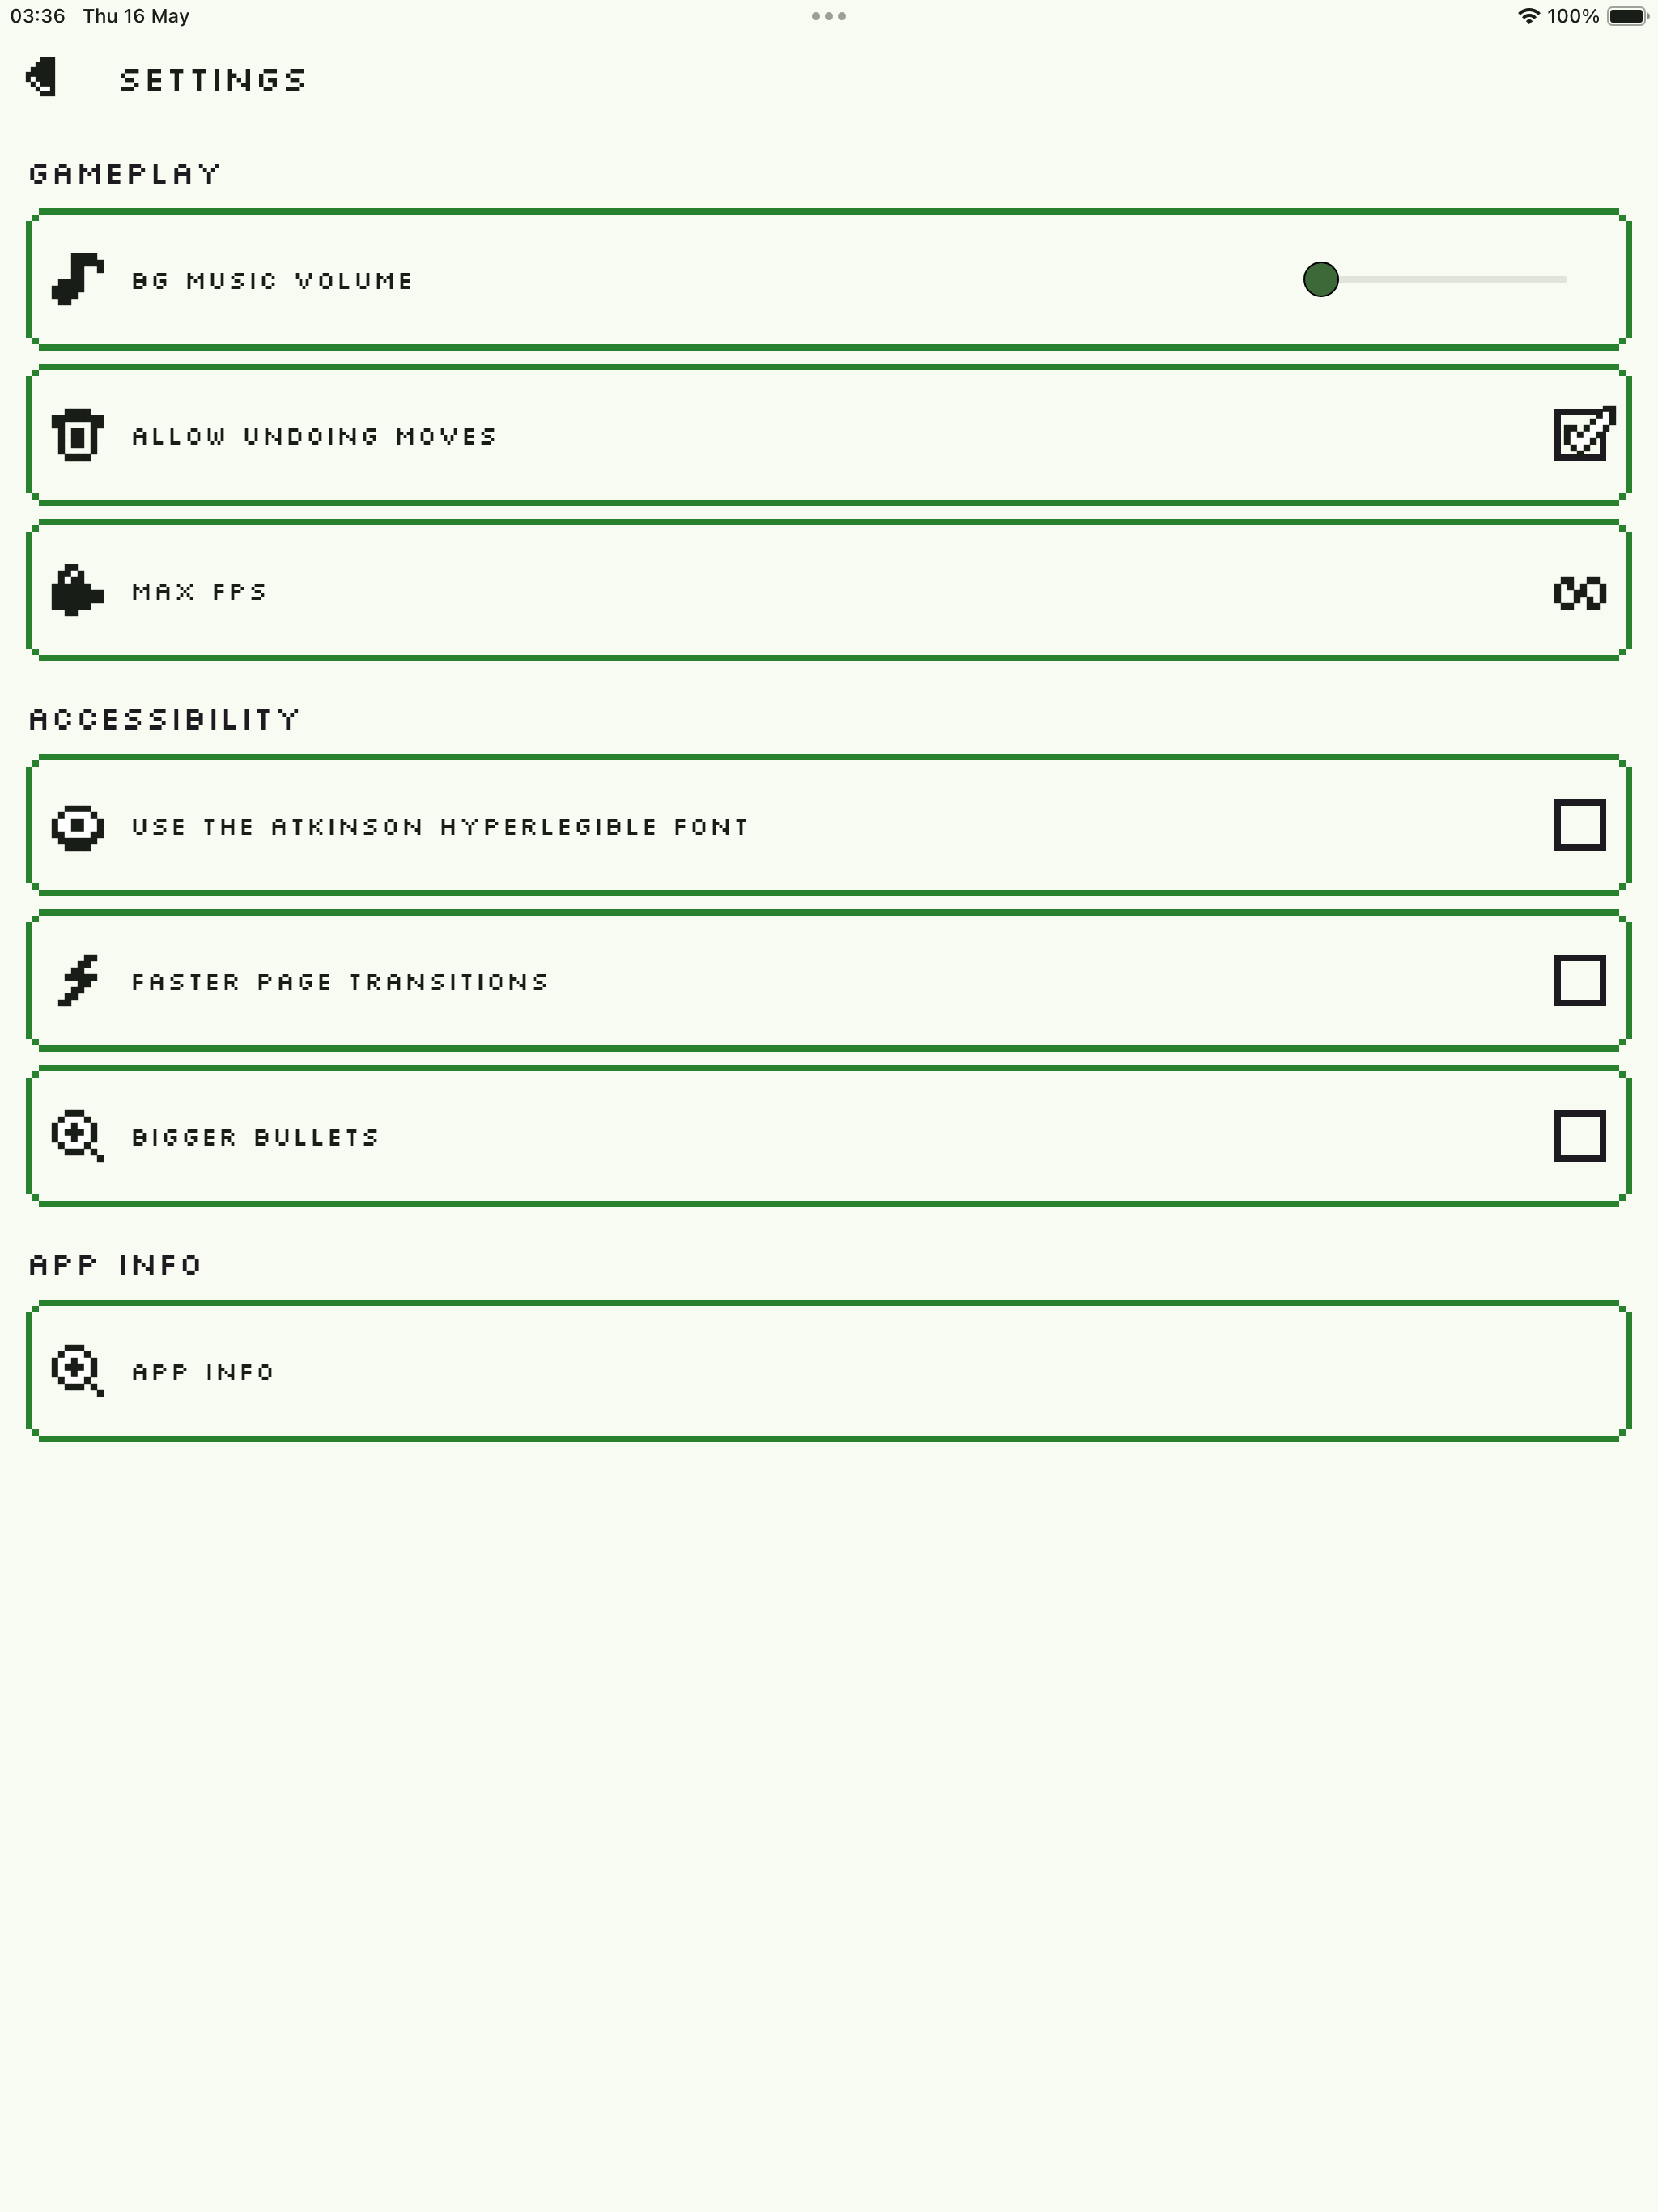 03:36 Thu 16 May 100%
SETTINGS
GAMEPLAY
BG MUSIC VOLUME
ALLOW UNDOING MOVES
MAX FPS ∞
ACCESSIBILITY
USE THE ATKINSON HYPERLEGIBLE FONT
FASTER PAGE TRANSITIONS
BIGGER BULLETS
APP INFO
APP INFO